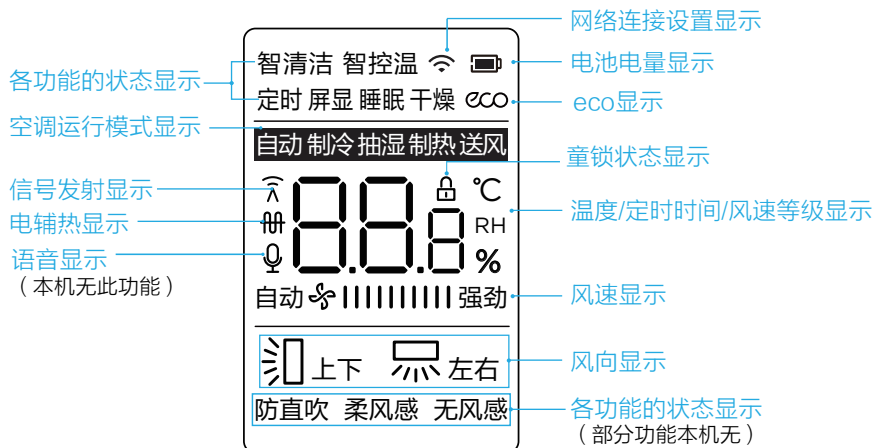 网络连接设置显示
智清洁 智控温
电池电量显示
各功能的状态显示
定时 屏显 睡眠 干燥 eco
eco显示
空调运行模式显示
自动 制冷 抽湿 制热 送风
童锁状态显示
信号发射显示
88.8
℃
温度/定时时间/风速等级显示
电辅热显示
RH
语音显示
%
（本机无此功能）
自动 强劲
风速显示
上下 左右
风向显示
防直吹 柔风感 无风感
各功能的状态显示
（部分功能本机无）